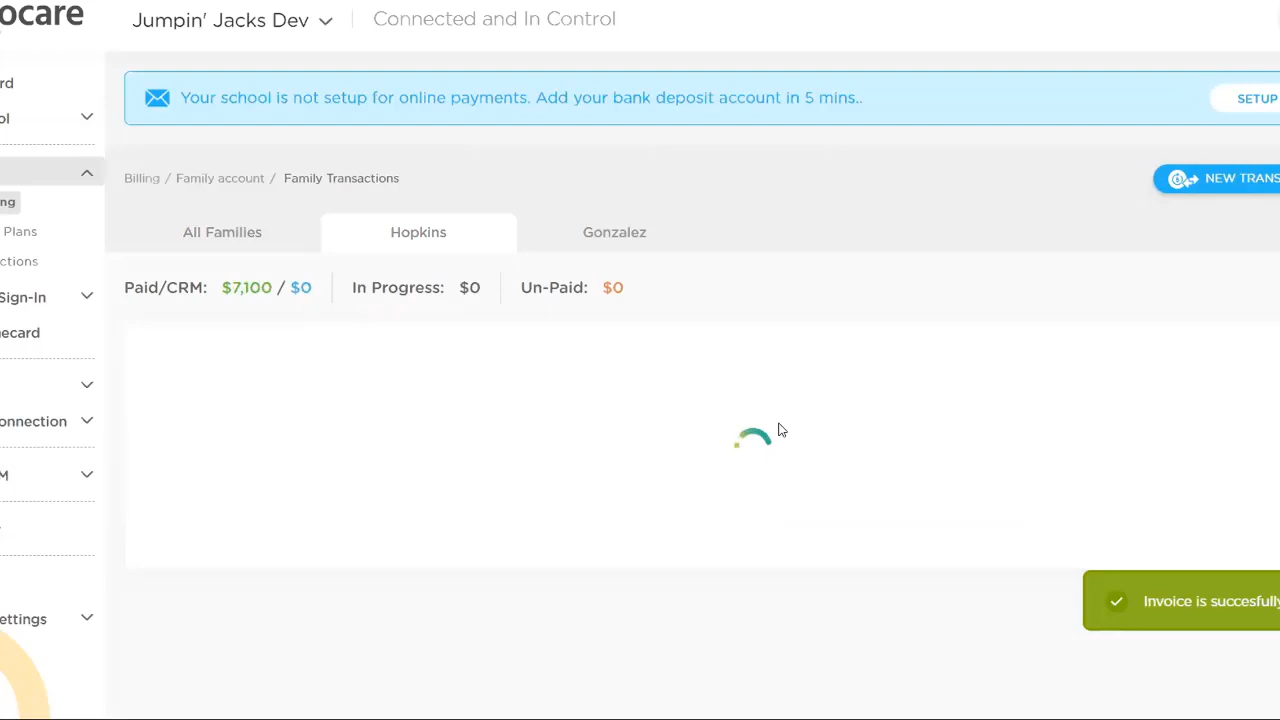 ocare
Jumpin' Jacks Dev
Connected and In Control
rd
ol
ng
Plans
ctions
Sign-In
ecard
onnection
M
ettings
Your school is not setup for online payments. Add your bank deposit account in 5 mins..
SETUP
Billing / Family account / Family Transactions
NEW TRANS
All Families
Hopkins
Gonzalez
Paid/CRM: $7,100 / $0
In Progress: $0
Un-Paid: $0
Invoice is succesfully